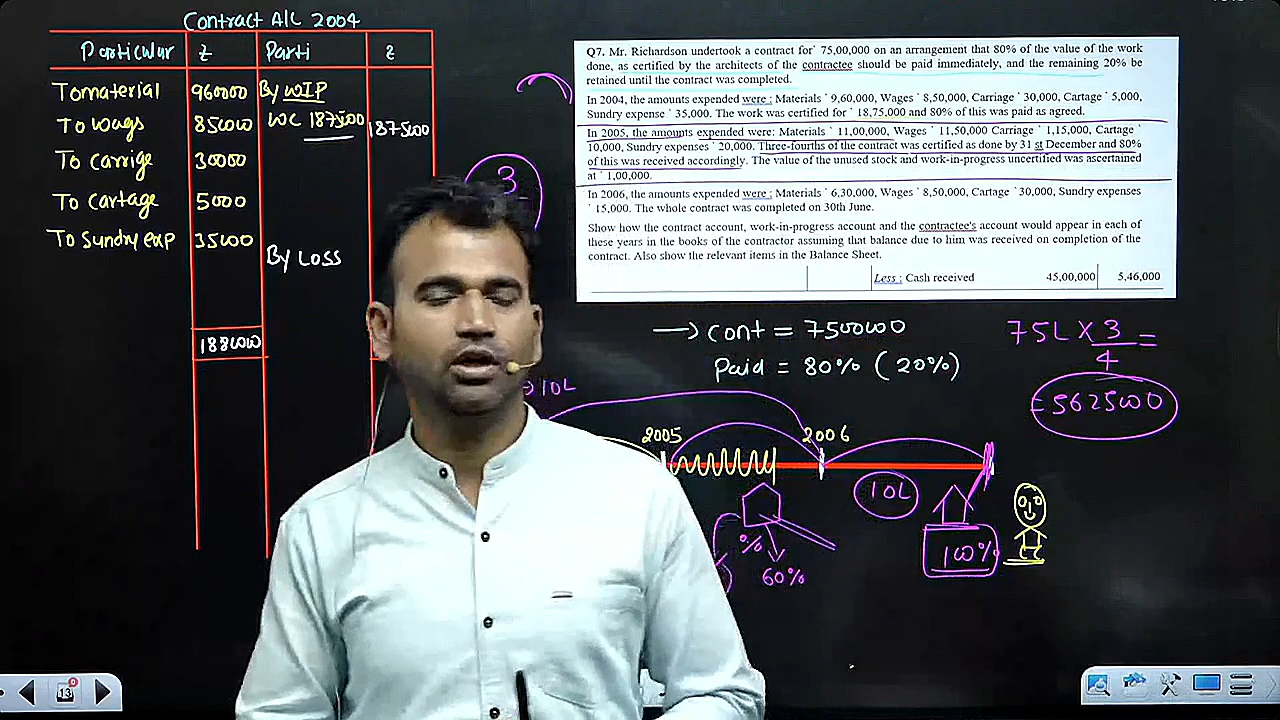 Contract A/C 2004
Particular ₹ Parti ₹
To material 960000 By WIP
To wags 850000 WC 1875000 1875000
To carrige 30000
To Cartage 5000
To Sundry exp 35000
By Loss
1880000
Q7. Mr. Richardson undertook a contract for` 75,00,000 on an arrangement that 80% of the value of the work
done, as certified by the architects of the contractee should be paid immediately, and the remaining 20% be
retained until the contract was completed.
In 2004, the amounts expended were : Materials ` 9,60,000, Wages ` 8,50,000, Carriage ` 30,000, Cartage ` 5,000,
Sundry expense ` 35,000. The work was certified for ` 18,75,000 and 80% of this was paid as agreed.
In 2005, the amounts expended were: Materials ` 11,00,000, Wages ` 11,50,000 Carriage ` 1,15,000, Cartage `
10,000, Sundry expenses ` 20,000. Three-fourths of the contract was certified as done by 31 st December and 80%
of this was received accordingly. The value of the unused stock and work-in-progress uncertified was ascertained
at ` 1,00,000.
In 2006, the amounts expended were : Materials ` 6,30,000, Wages ` 8,50,000, Cartage ` 30,000, Sundry expenses
` 15,000. The whole contract was completed on 30th June.
Show how the contract account, work-in-progress account and the contractee's account would appear in each of
these years in the books of the contractor assuming that balance due to him was received on completion of the
contract. Also show the relevant items in the Balance Sheet.
Less : Cash received 45,00,000 5,46,000
3
→ Cont = 7500000
Paid = 80% (20%)
75L × 3/4 =
= 5625000
→ 10L
2005 2006
10L
%
60%
100%
13